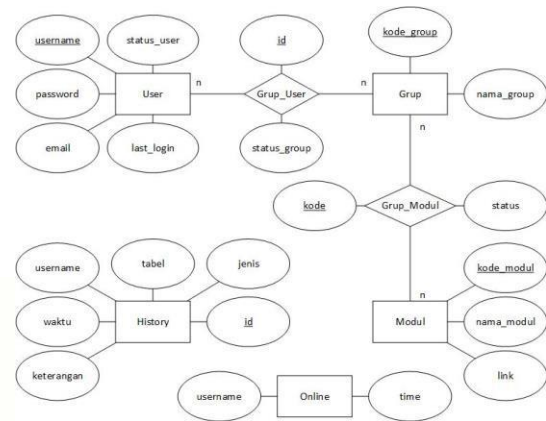 username
status_user
id
kode_group
password
User
n
Grup_User
n
Grup
nama_group
email
last_login
status_group
n
kode
Grup_Modul
status
username
tabel
jenis
kode_modul
waktu
History
id
n
Modul
nama_modul
keterangan
link
username
Online
time